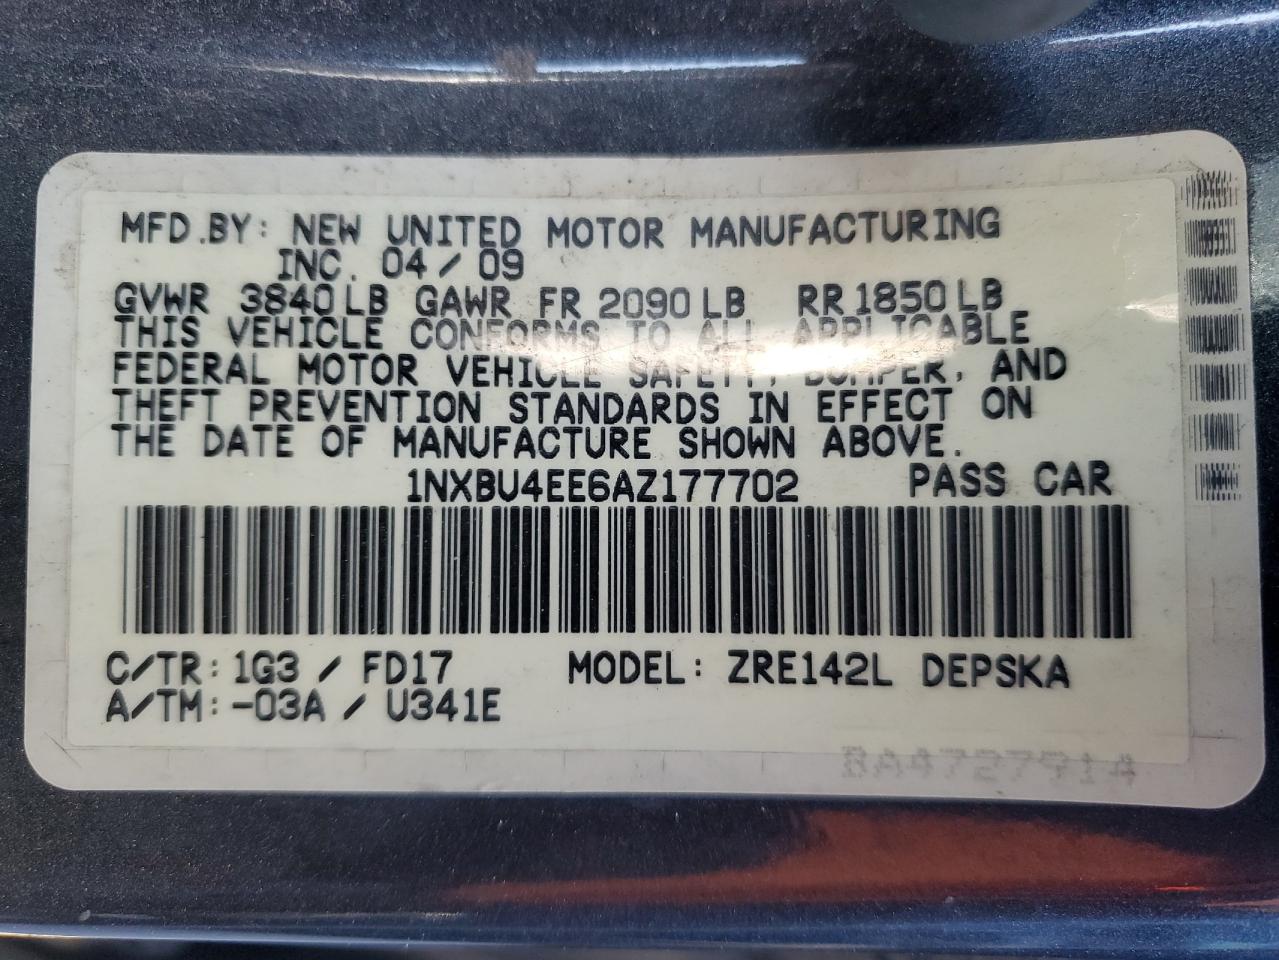 MFD.BY: NEW UNITED MOTOR MANUFACTURING
INC. 04/09
GVWR 3840LB GAWR FR 2090LB RR1850LB
THIS VEHICLE CONFORMS TO ALL APPLICABLE
FEDERAL MOTOR VEHICLE SAFETY, BUMPER, AND
THEFT PREVENTION STANDARDS IN EFFECT ON
THE DATE OF MANUFACTURE SHOWN ABOVE.
1NXBU4EE6AZ177702 PASS CAR
C/TR: 1G3 / FD17 MODEL: ZRE142L DEPSKA
A/TM: -03A / U341E
BA4727914